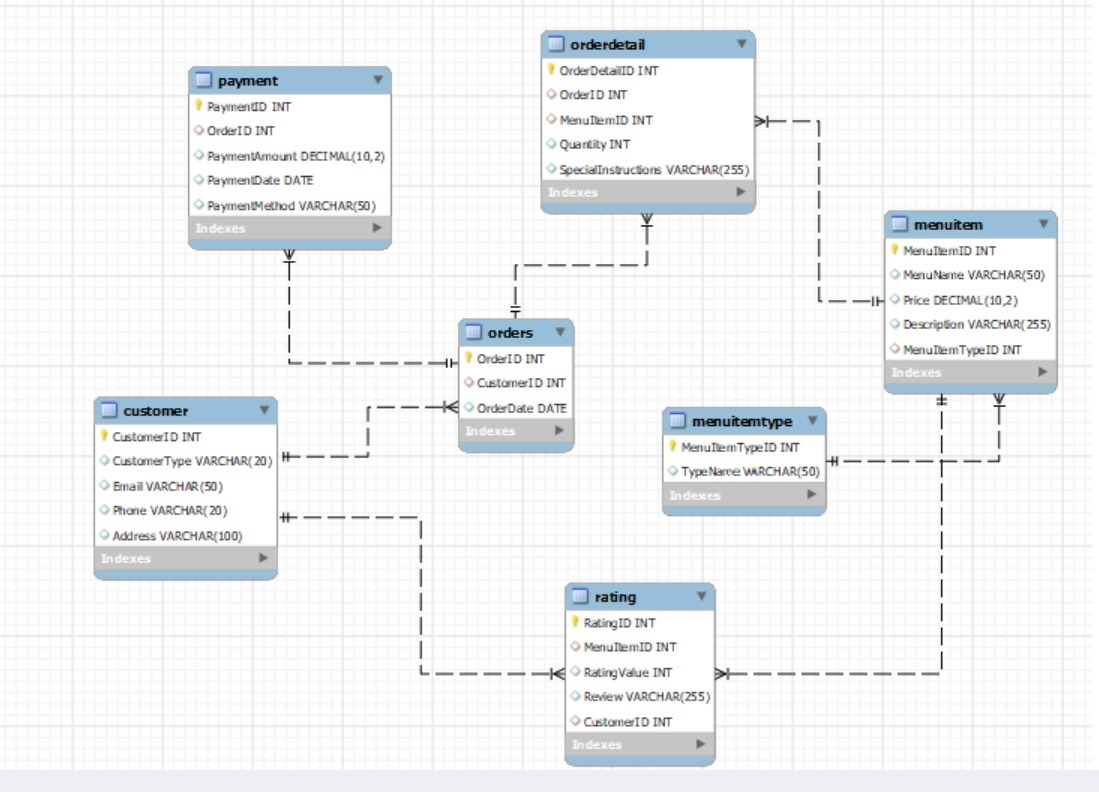 payment
PaymentID INT
OrderID INT
PaymentAmount DECIMAL(10,2)
PaymentDate DATE
PaymentMethod VARCHAR(50)
Indexes
orderdetail
OrderDetailID INT
OrderID INT
MenuItemID INT
Quantity INT
SpecialInstructions VARCHAR(255)
Indexes
menuitem
MenuItemID INT
MenuName VARCHAR(50)
Price DECIMAL(10,2)
Description VARCHAR(255)
MenuItemTypeID INT
Indexes
orders
OrderID INT
CustomerID INT
OrderDate DATE
Indexes
customer
CustomerID INT
CustomerType VARCHAR(20)
Email VARCHAR(50)
Phone VARCHAR(20)
Address VARCHAR(100)
Indexes
menuitemtype
MenuItemTypeID INT
TypeName VARCHAR(50)
Indexes
rating
RatingID INT
MenuItemID INT
RatingValue INT
Review VARCHAR(255)
CustomerID INT
Indexes